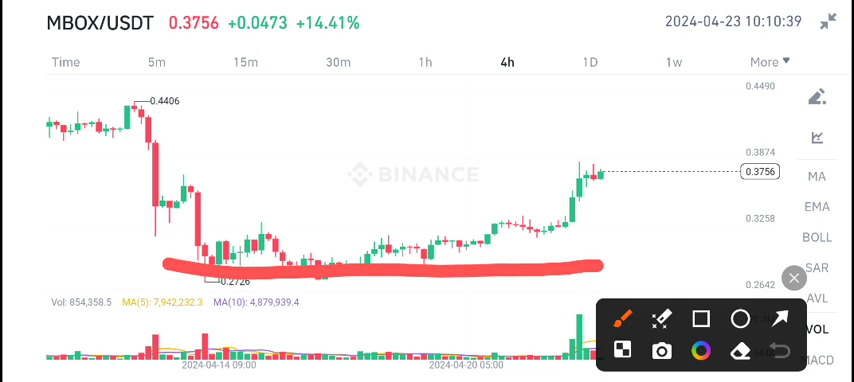 MBOX/USDT 0.3756 +0.0473 +14.41% 2024-04-23 10:10:39
Time 5m 15m 30m 1h 4h 1D 1w More
0.4490
0.4406
0.3874
BINANCE
0.3756
MA
EMA
0.3258
BOLL
SAR
0.2726
0.2642
AVL
Vol: 854,358.5 MA(5): 7,942,232.3 MA(10): 4,879,939.4
VOL
MACD
2024-04-14 09:00 2024-04-20 05:00